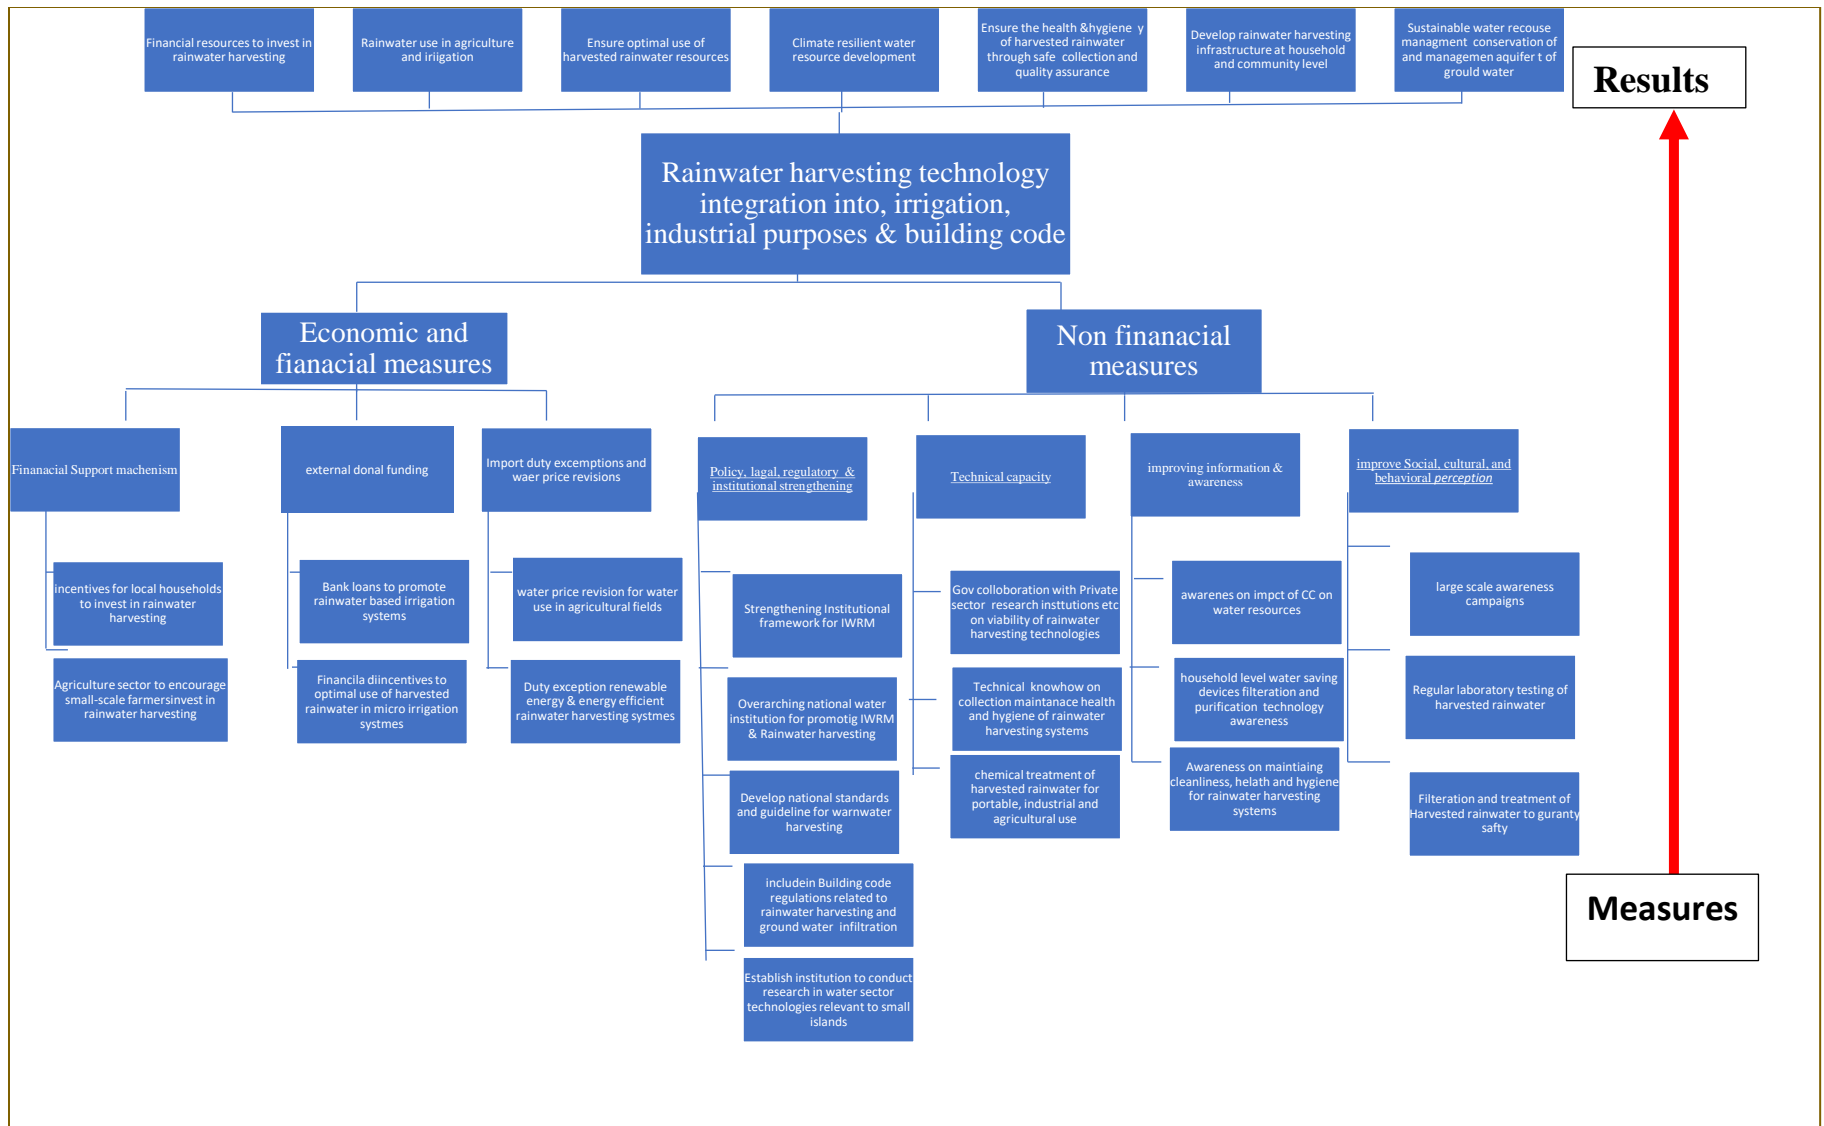 Financial resources to invest in
rainwater harvesting
Rainwater use in agriculture
and iriigation
Ensure optimal use of
harvested rainwater resources
Climate resilient water
resource development
Ensure the health &hygiene y
of harvested rainwater
through safe collection and
quality assurance
Develop rainwater harvesting
infrastructure at household
and community level
Sustainable water recouse
managment conservation of
and managemen aquifer t of
grould water
Results
Rainwater harvesting technology
integration into, irrigation,
industrial purposes & building code
Economic and
fianacial measures
Non finanacial
measures
Finanacial Support machenism
external donal funding
Import duty excemptions and
waer price revisions
Policy, lagal, regulatory &
institutional strengthening
Technical capacity
improving information &
awareness
improve Social, cultural, and
behavioral perception
incentives for local households
to invest in rainwater
harvesting
Agriculture sector to encourage
small-scale farmersinvest in
rainwater harvesting
Bank loans to promote
rainwater based irrigation
systems
Financila diincentives to
optimal use of harvested
rainwater in micro irrigation
systmes
water price revision for water
use in agricultural fields
Duty exception renewable
energy & energy efficient
rainwater harvesting systmes
Strengthening Institutional
framework for IWRM
Overarching national water
institution for promotig IWRM
& Rainwater harvesting
Develop national standards
and guideline for warnwater
harvesting
includein Building code
regulations related to
rainwater harvesting and
ground water infiltration
Establish institution to conduct
research in water sector
technologies relevant to small
islands
Gov colloboration with Private
sector research insttutions etc
on viability of rainwater
harvesting technologies
Technical knowhow on
collection maintanace health
and hygiene of rainwater
harvesting systems
chemical treatment of
harvested rainwater for
portable, industrial and
agricultural use
awarenes on impct of CC on
water resources
household level water saving
devices filteration and
purification technology
awareness
Awareness on maintiaing
cleanliness, helath and hygiene
for rainwater harvesting
systems
large scale awareness
campaigns
Regular laboratory testing of
harvested rainwater
Filteration and treatment of
Harvested rainwater to guranty
safty
Measures